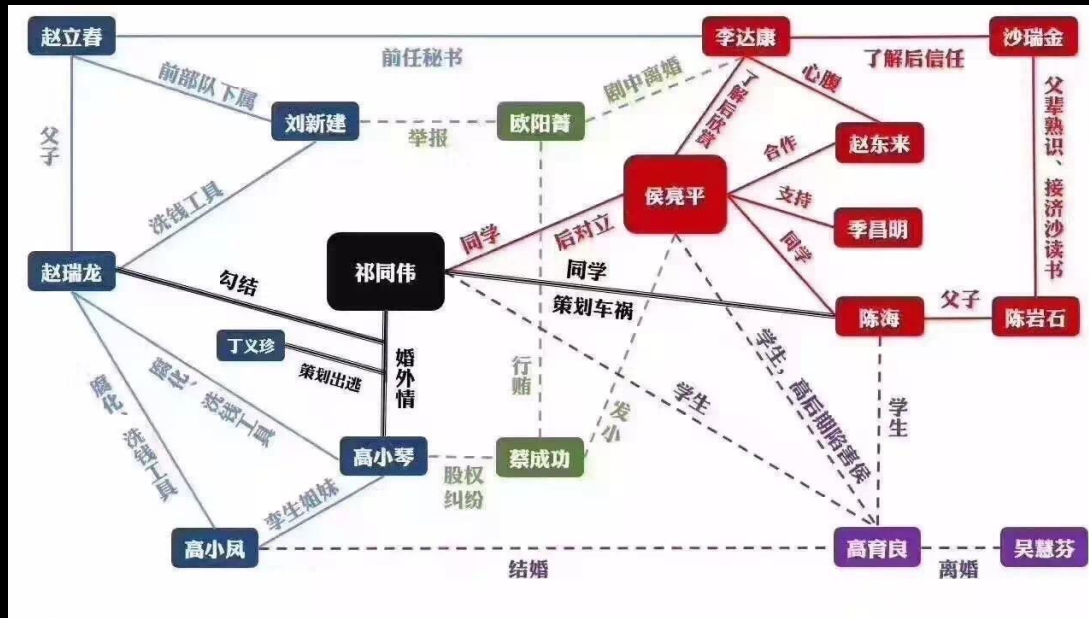 赵立春
李达康
沙瑞金
前任秘书
了解后信任
前部队下属
剧中离婚
心腹
父子
刘新建
举报
欧阳菁
了解后欣赏
赵东来
合作
父辈熟识、接济沙读书
洗钱工具
侯亮平
支持
季昌明
同学
后对立
同学
赵瑞龙
勾结
祁同伟
同学
策划车祸
陈海
父子
陈岩石
丁义珍
策划出逃
婚外情
行贿
发小
学生
学生，高后期陷害侯
学生
腐化、洗钱工具
腐化、洗钱工具
高小琴
股权
纠纷
蔡成功
孪生姐妹
高小凤
结婚
高育良
离婚
吴慧芬